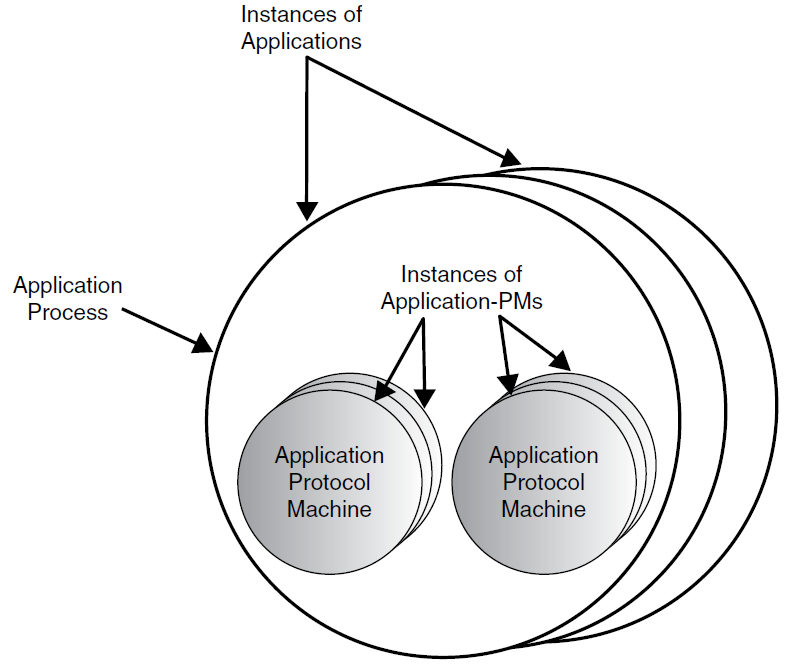 Instances of
Applications
Application
Process
Instances of
Application-PMs
Application
Protocol
Machine
Application
Protocol
Machine